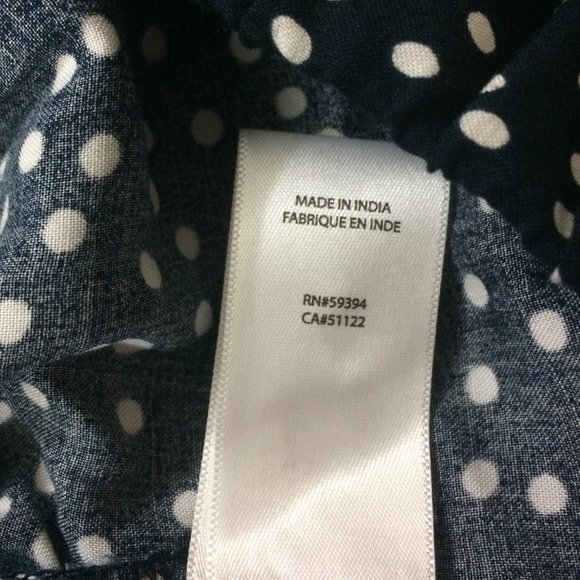 MADE IN INDIA
FABRIQUE EN INDE
RN#59394
CA#51122